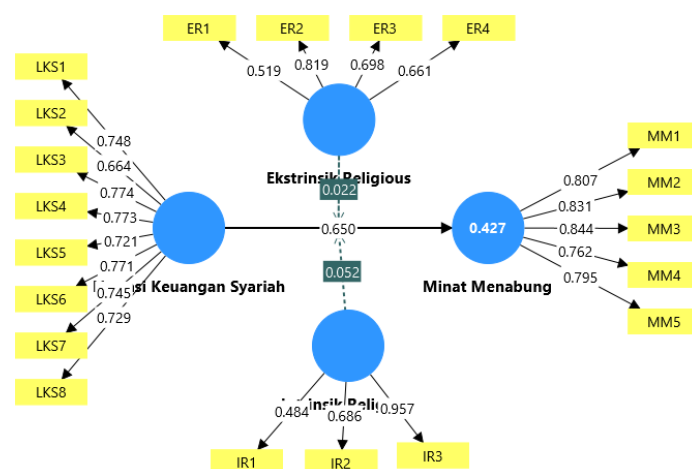 ER1
ER2
ER3
ER4
0.519
0.819
0.698
0.661
LKS1
LKS2
LKS3
LKS4
LKS5
LKS6
LKS7
LKS8
0.748
0.664
0.774
0.773
0.721
0.771
0.745
0.729
Ekstrinsik Religious
0.022
0.650
0.052
Keuangan Syariah
0.427
Minat Menabung
MM1
MM2
MM3
MM4
MM5
0.807
0.831
0.844
0.762
0.795
0.484
0.686
0.957
IR1
IR2
IR3